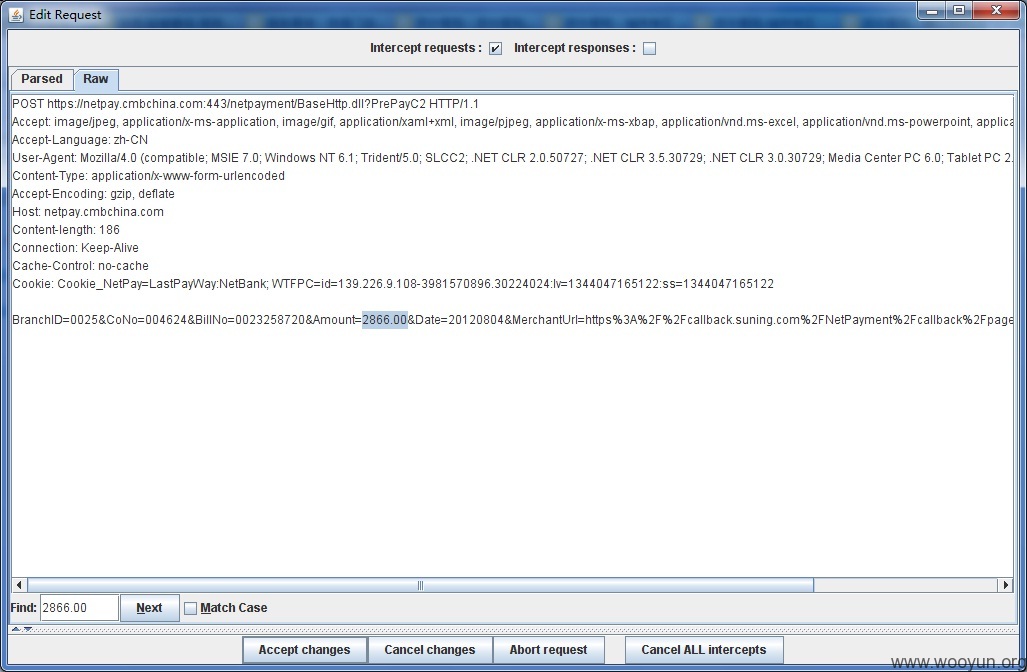 Edit Request
Intercept requests : Intercept responses :
Parsed Raw
POST https://netpay.cmbchina.com:443/netpayment/BaseHttp.dll?PrePayC2 HTTP/1.1
Accept: image/jpeg, application/x-ms-application, image/gif, application/xaml+xml, image/pjpeg, application/x-ms-xbap, application/vnd.ms-excel, application/vnd.ms-powerpoint, applica
Accept-Language: zh-CN
User-Agent: Mozilla/4.0 (compatible; MSIE 7.0; Windows NT 6.1; Trident/5.0; SLCC2; .NET CLR 2.0.50727; .NET CLR 3.5.30729; .NET CLR 3.0.30729; Media Center PC 6.0; Tablet PC 2.
Content-Type: application/x-www-form-urlencoded
Accept-Encoding: gzip, deflate
Host: netpay.cmbchina.com
Content-length: 186
Connection: Keep-Alive
Cache-Control: no-cache
Cookie: Cookie_NetPay=LastPayWay:NetBank; WTFPC=id=139.226.9.108-3981570896.30224024:lv=1344047165122:ss=1344047165122
BranchID=0025&CoNo=004624&BillNo=0023258720&Amount=2866.00&Date=20120804&MerchantUrl=https%3A%2F%2Fcallback.suning.com%2FNetPayment%2Fcallback%2Fpage
Find: 2866.00 Next Match Case
Accept changes Cancel changes Abort request Cancel ALL intercepts
www.wooyun.org